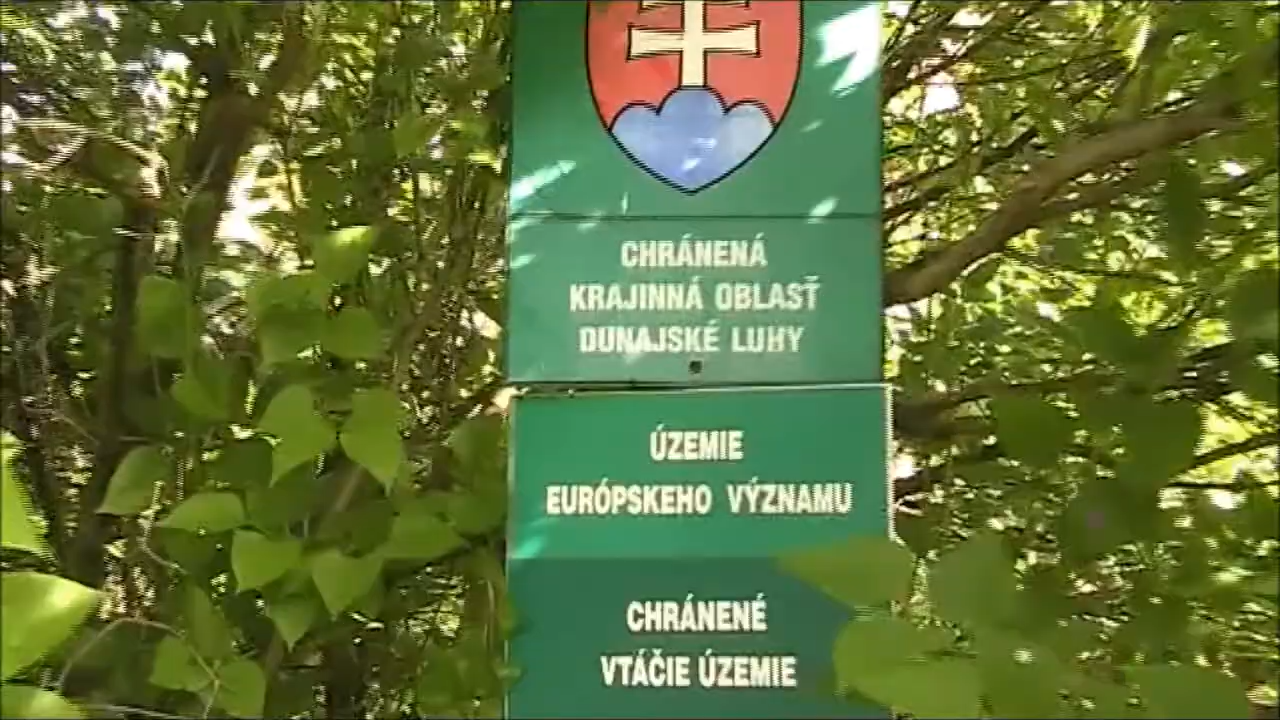 CHRÁNENÁ
KRAJINNÁ OBLASŤ
DUNAJSKÉ LUHY
ÚZEMIE
EURÓPSKEHO VÝZNAMU
CHRÁNENÉ
VTÁČIE ÚZEMIE